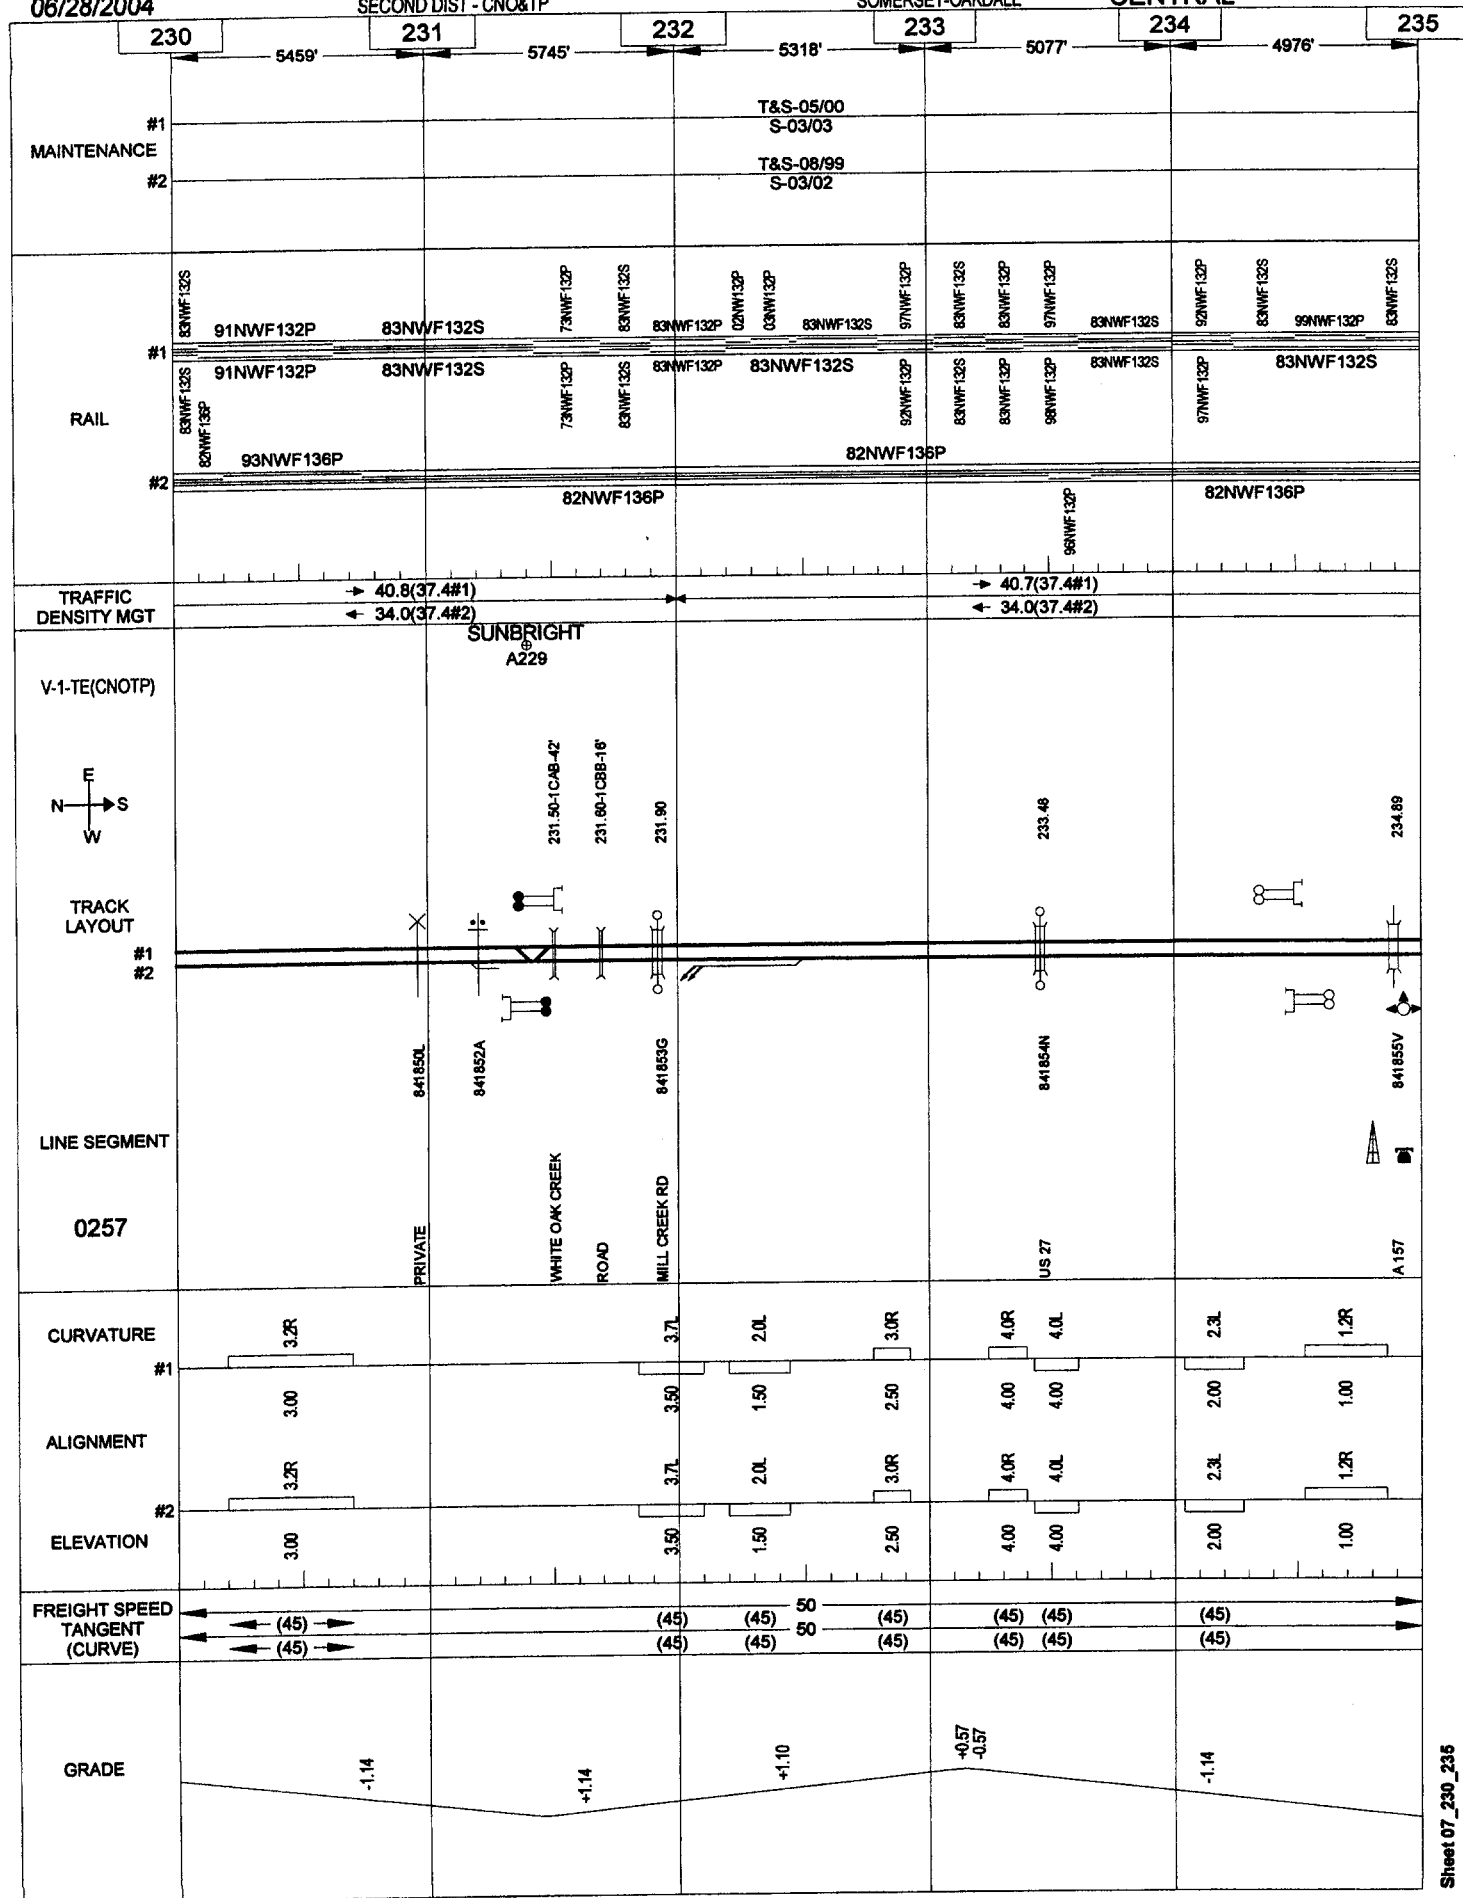 06/28/2004 SECOND DIST - CNO&TP SOMERSET-OAKDALE CENTRAL
230 231 232 233 234 235
5459' 5745' 5318' 5077' 4976'
MAINTENANCE
#1 T&S-05/00
S-03/03
#2 T&S-08/99
S-03/02
RAIL
83NWF132S 91NWF132P 83NWF132S 73NWF132P 83NWF132S 83NWF132P 02NW132P 03NW132P 83NWF132S 97NWF132P 83NWF132S 83NWF132P 97NWF132P 83NWF132S 92NWF132P 83NWF132S 99NWF132P 83NWF132S
#1
83NWF132S 91NWF132P 83NWF132S 73NWF132P 83NWF132S 83NWF132P 83NWF132S 92NWF132P 83NWF132S 83NWF132P 98NWF132P 83NWF132S 97NWF132P 83NWF132S
82NWF136P 93NWF136P 82NWF136P
#2
82NWF136P 96NWF132P 82NWF136P
TRAFFIC
DENSITY MGT
40.8(37.4#1) 40.7(37.4#1)
34.0(37.4#2) 34.0(37.4#2)
SUNBRIGHT
A229
V-1-TE(CNOTP)
E
N S
W
231.50-1CAB-42' 231.60-1CBB-16' 231.90 233.48 234.89
TRACK
LAYOUT
#1
#2
841850L 841852A 841853G 841854N 841855V
LINE SEGMENT
0257
PRIVATE WHITE OAK CREEK ROAD MILL CREEK RD US 27 A157
CURVATURE
3.2R 3.7L 2.0L 3.0R 4.0R 4.0L 2.3L 1.2R
#1
3.00 3.50 1.50 2.50 4.00 4.00 2.00 1.00
ALIGNMENT
3.2R 3.7L 2.0L 3.0R 4.0R 4.0L 2.3L 1.2R
#2
ELEVATION
3.00 3.50 1.50 2.50 4.00 4.00 2.00 1.00
FREIGHT SPEED
TANGENT
(CURVE)
50
(45) (45) (45) (45) (45) (45) (45)
50
(45) (45) (45) (45) (45) (45) (45)
GRADE
-1.14 +1.14 +1.10 +0.57 -0.57 -1.14
Sheet 07_230_235